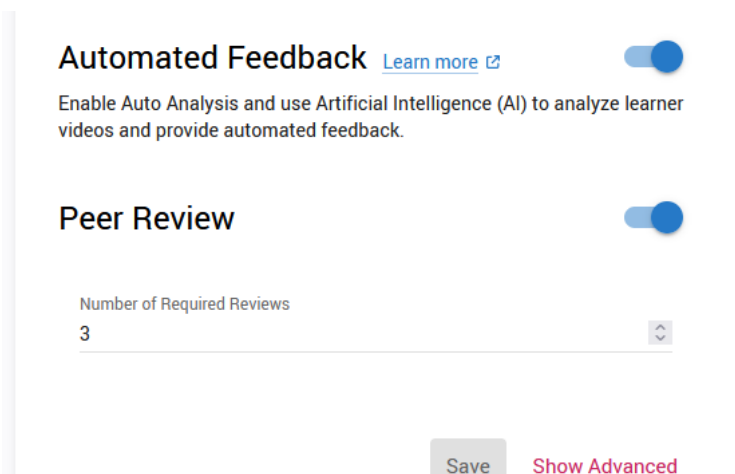 Automated Feedback Learn more
Enable Auto Analysis and use Artificial Intelligence (AI) to analyze learner
videos and provide automated feedback.
Peer Review
Number of Required Reviews
3
Save Show Advanced